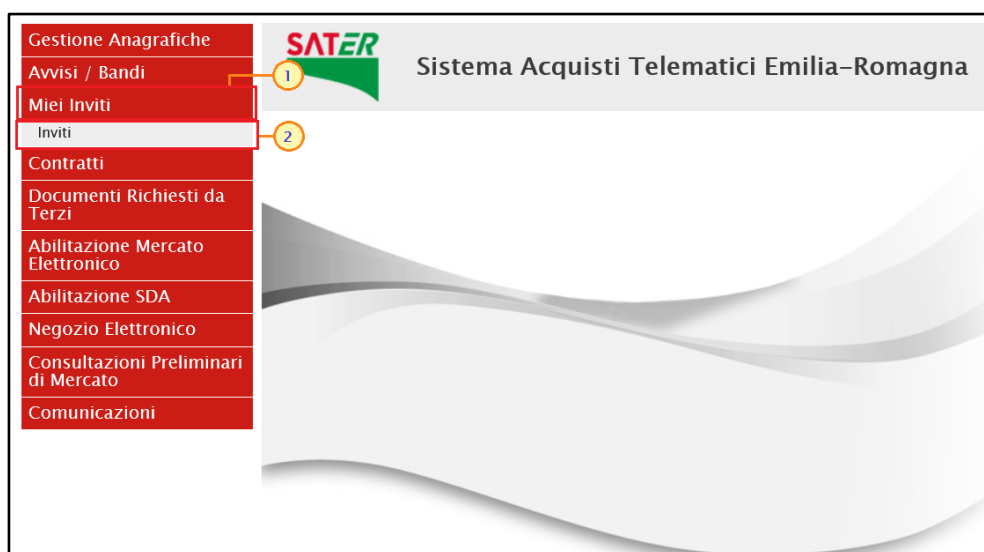 Gestione Anagrafiche
Avvisi / Bandi
Miei Inviti
Inviti
Contratti
Documenti Richiesti da
Terzi
Abilitazione Mercato
Elettronico
Abilitazione SDA
Negozio Elettronico
Consultazioni Preliminari
di Mercato
Comunicazioni
1
2
SATER
Sistema Acquisti Telematici Emilia-Romagna